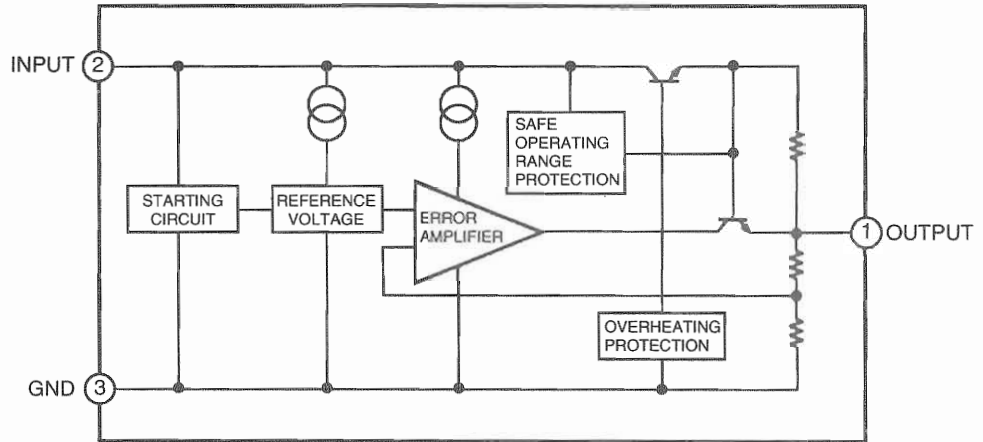 INPUT 2
SAFE
OPERATING
RANGE
PROTECTION
STARTING
CIRCUIT
REFERENCE
VOLTAGE
ERROR
AMPLIFIER
1 OUTPUT
OVERHEATING
PROTECTION
GND 3